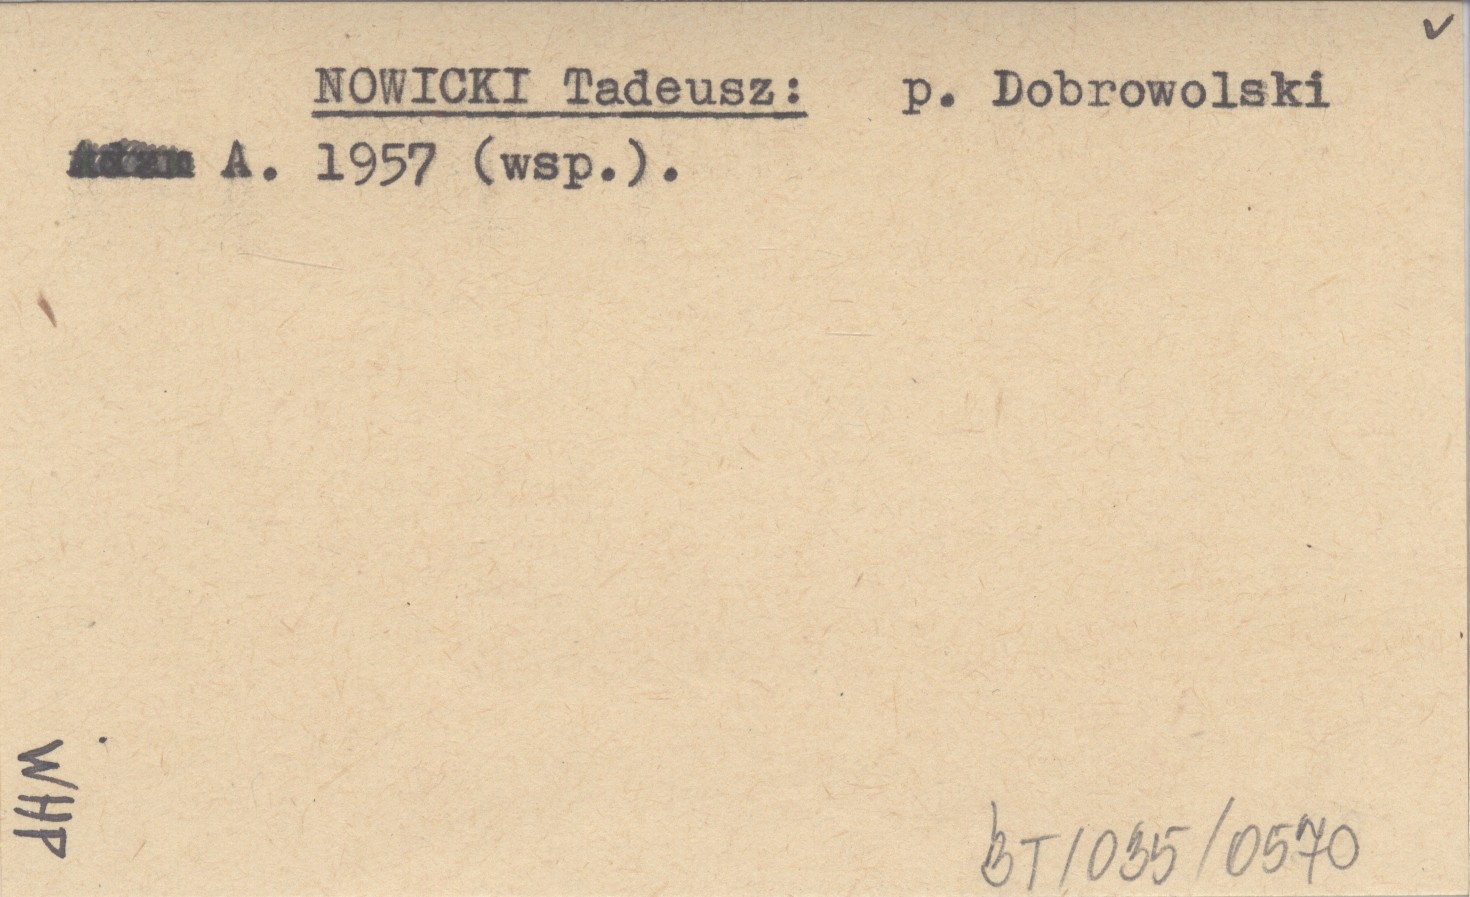 NOWICKI Tadeusz: p. Dobrowolski
A. 1957 (wsp.).
WHP
BT/035/0570